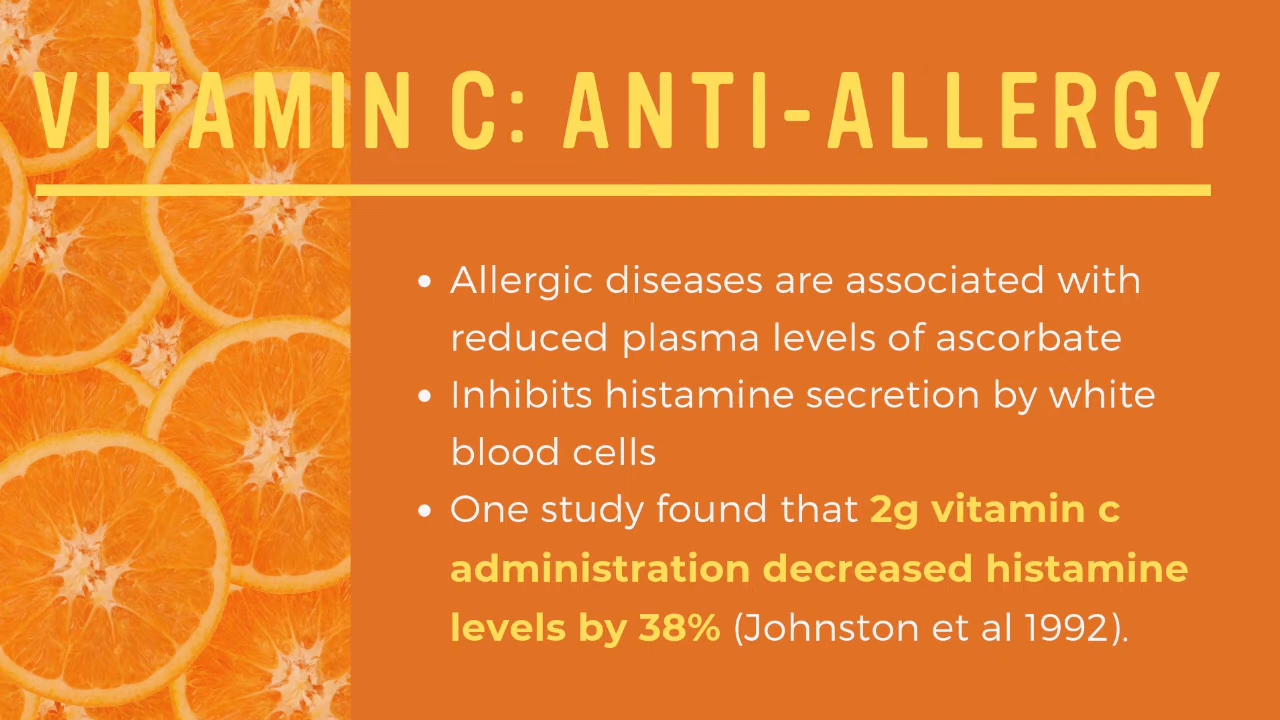 VITAMIN C: ANTI-ALLERGY
• Allergic diseases are associated with
reduced plasma levels of ascorbate
• Inhibits histamine secretion by white
blood cells
• One study found that 2g vitamin c
administration decreased histamine
levels by 38% (Johnston et al 1992).